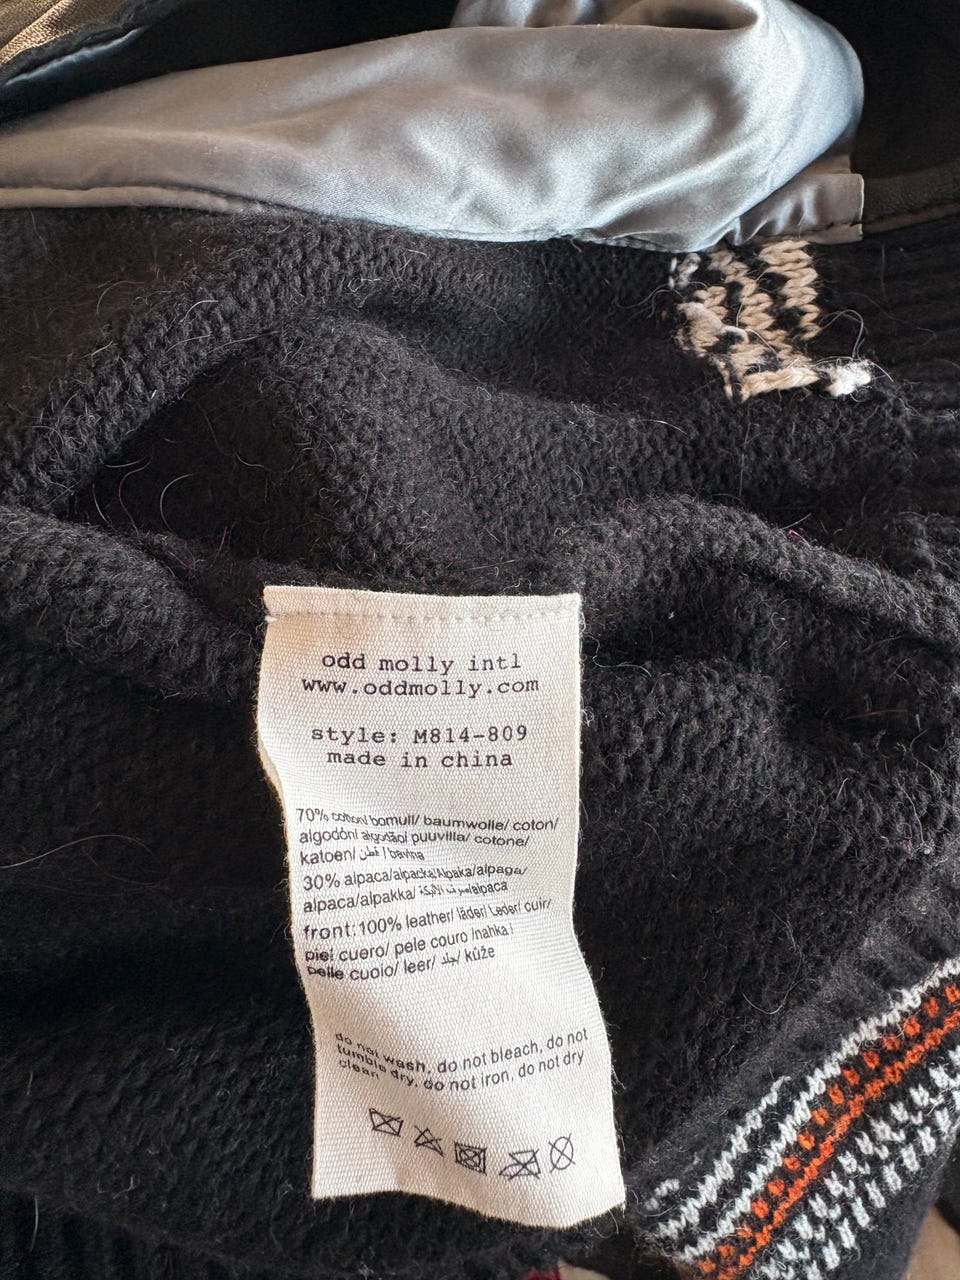 odd molly intl
www.oddmolly.com
style: M814-809
made in china
70% cotton/ bomull/ baumwolle/ coton/
algodón/ algodão/ puuvilla/ cotone/
katoen/ قطن / bavlna
30% alpaca/alpacka/Alpaka/alpaga/
alpaca/alpakka/ /alpaca
front:100% leather/ läder/ Leder/ cuir/
piel cuero/ pele couro /nahka/
pelle cuoio/ leer/ جلد/ kůže
do not wash, do not bleach, do not
tumble dry, do not iron, do not dry
clean